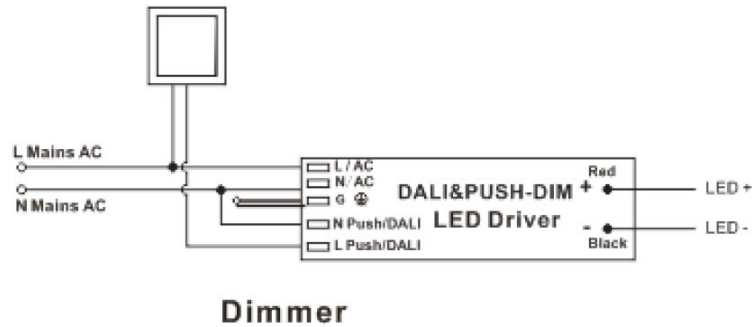 L Mains AC
N Mains AC
L / AC
N / AC
G
N Push/DALI
L Push/DALI
DALI&PUSH-DIM
LED Driver
Red
+
-
Black
LED +
LED -
Dimmer